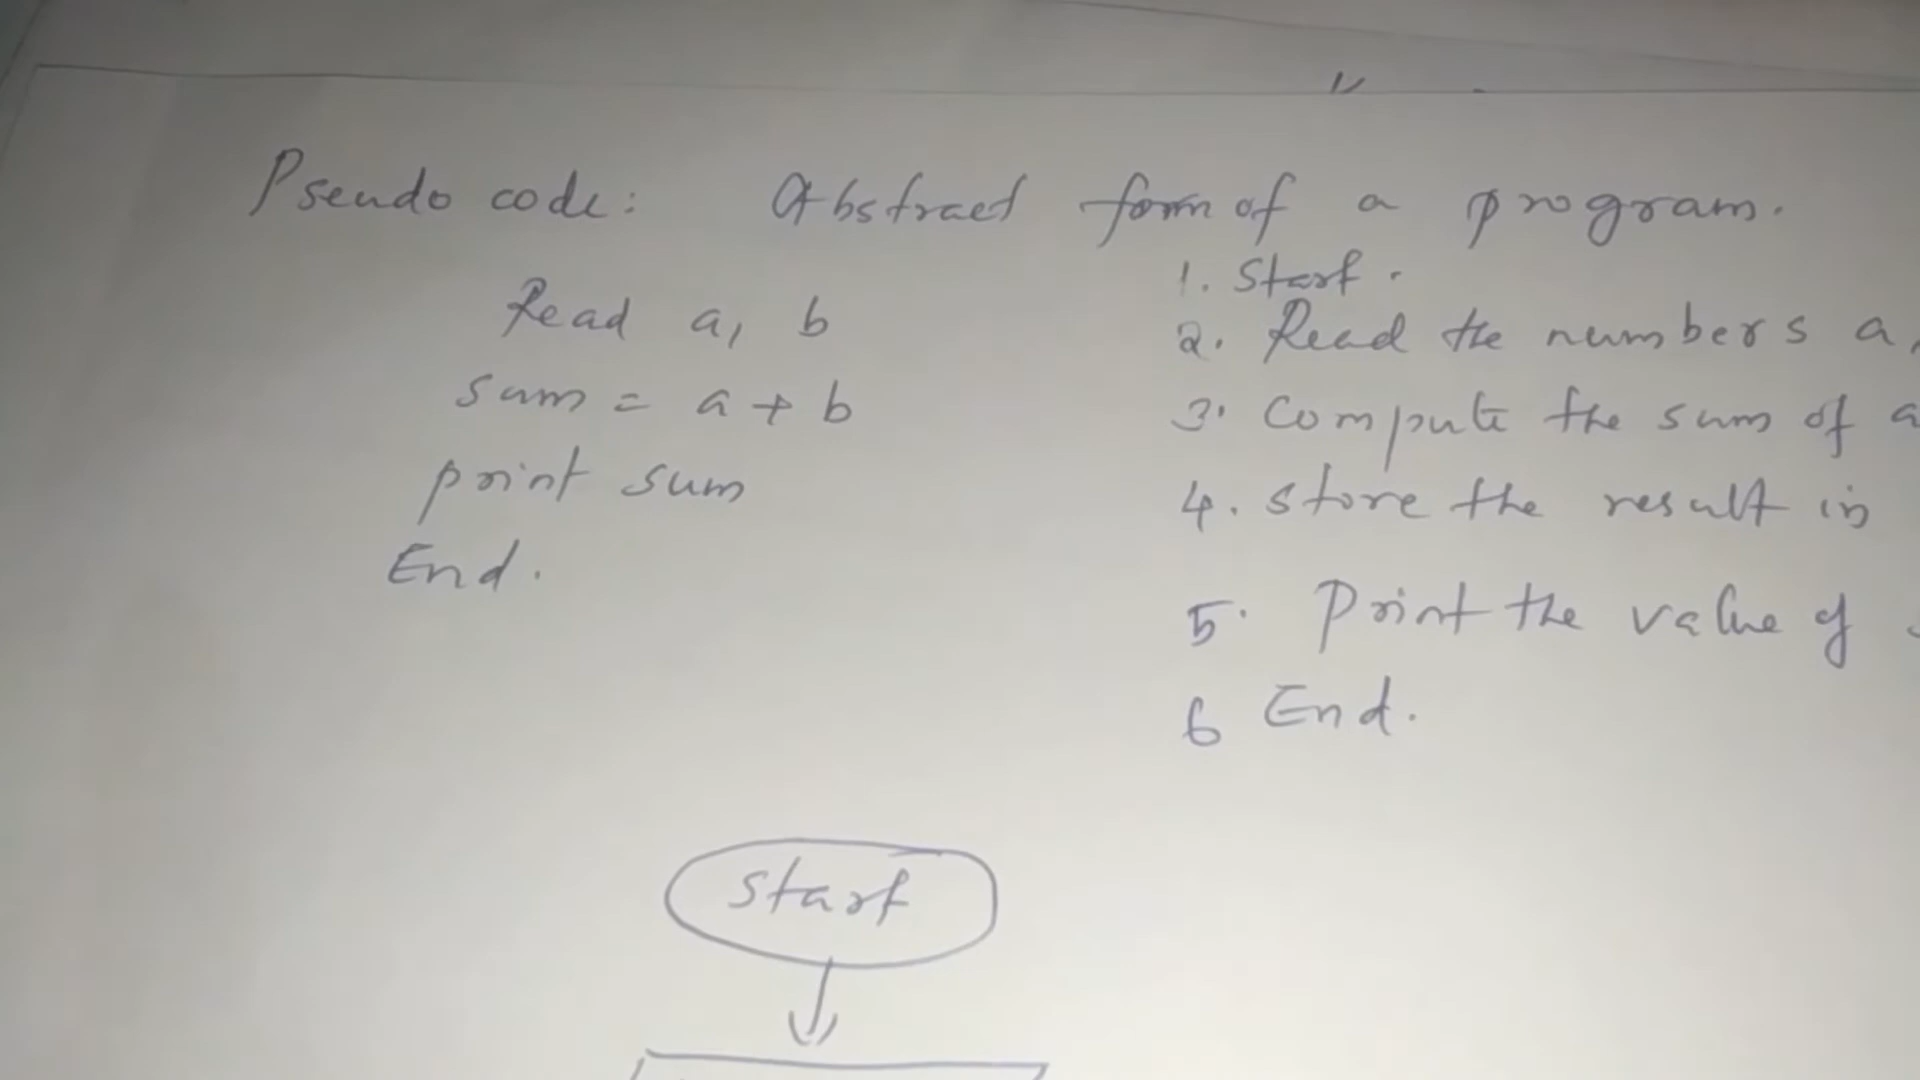 Pseudo code: Abstract form of a program.
Read a, b
sum = a + b
print sum
End.
1. Start.
2. Read the numbers a,
3. Compute the sum of a
4. store the result in
5. Print the value of
6 End.
Start